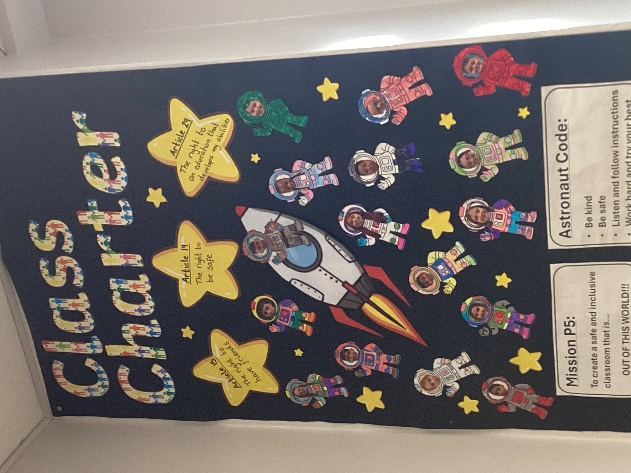 Class
Charter
Article 15
The right to
have friends
Article 19
The right to
be safe
Article 29
The right to
an education that
develops my abilities
Mission P5:
To create a safe and inclusive
classroom that is...
OUT OF THIS WORLD!!!
Astronaut Code:
• Be kind
• Be safe
• Listen and follow instructions
• Work hard and try your best